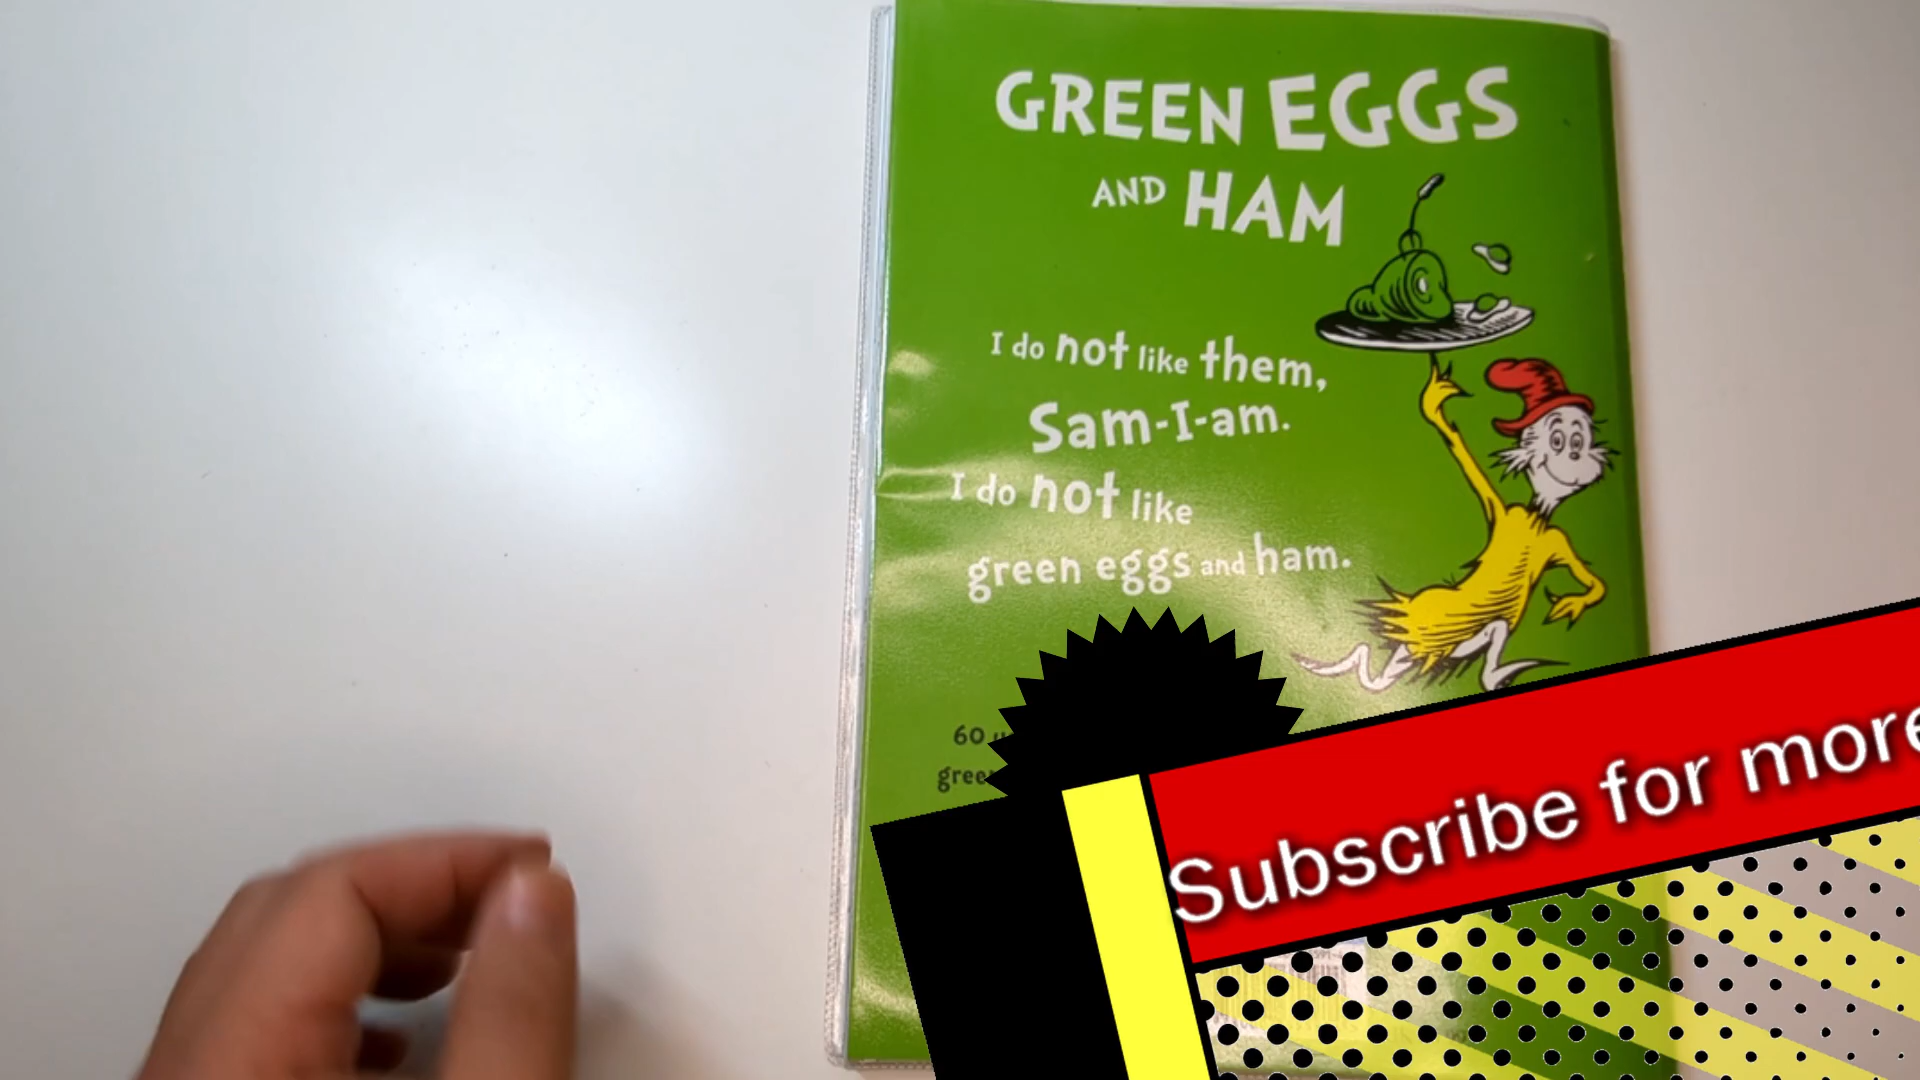 GREEN EGGS
AND HAM
I do not like them,
Sam-I-am.
I do not like
green eggs and ham.
60
Subscribe for more